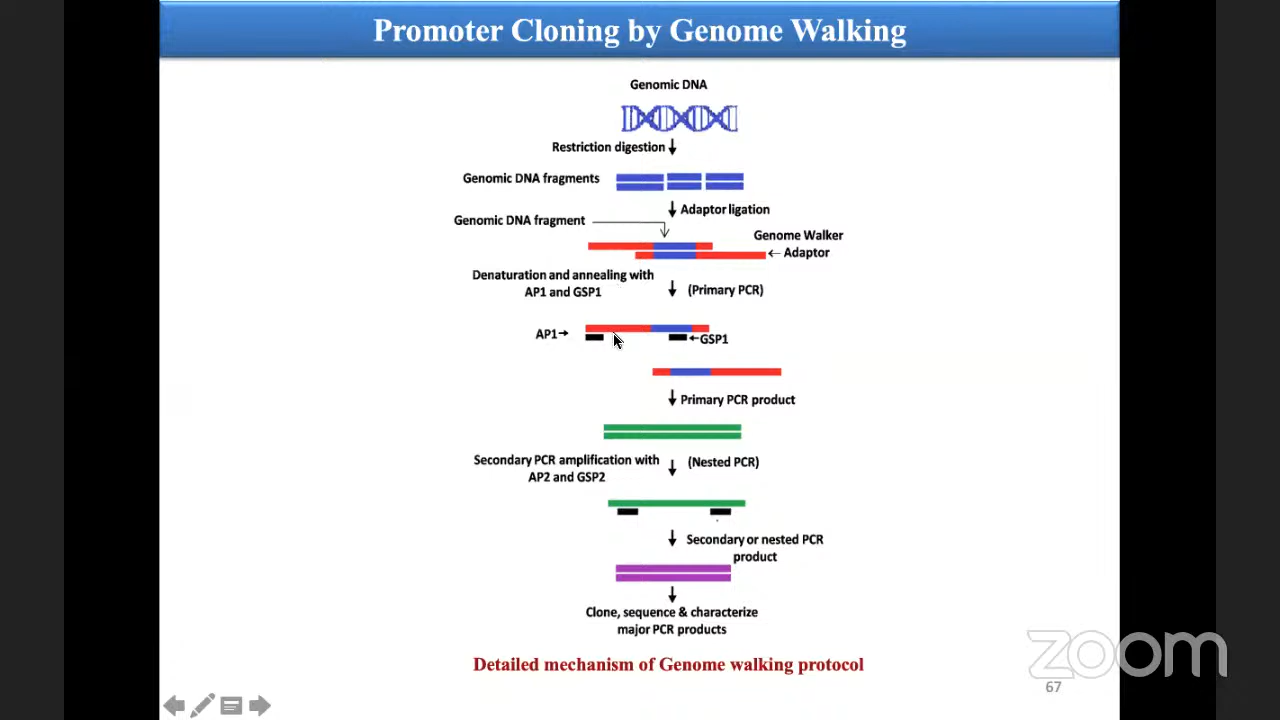 Promoter Cloning by Genome Walking
Genomic DNA
Restriction digestion
Genomic DNA fragments
Adaptor ligation
Genomic DNA fragment
Genome Walker
Adaptor
Denaturation and annealing with
AP1 and GSP1
(Primary PCR)
AP1
GSP1
Primary PCR product
Secondary PCR amplification with
AP2 and GSP2
(Nested PCR)
Secondary or nested PCR
product
Clone, sequence & characterize
major PCR products
Detailed mechanism of Genome walking protocol
zoom
67